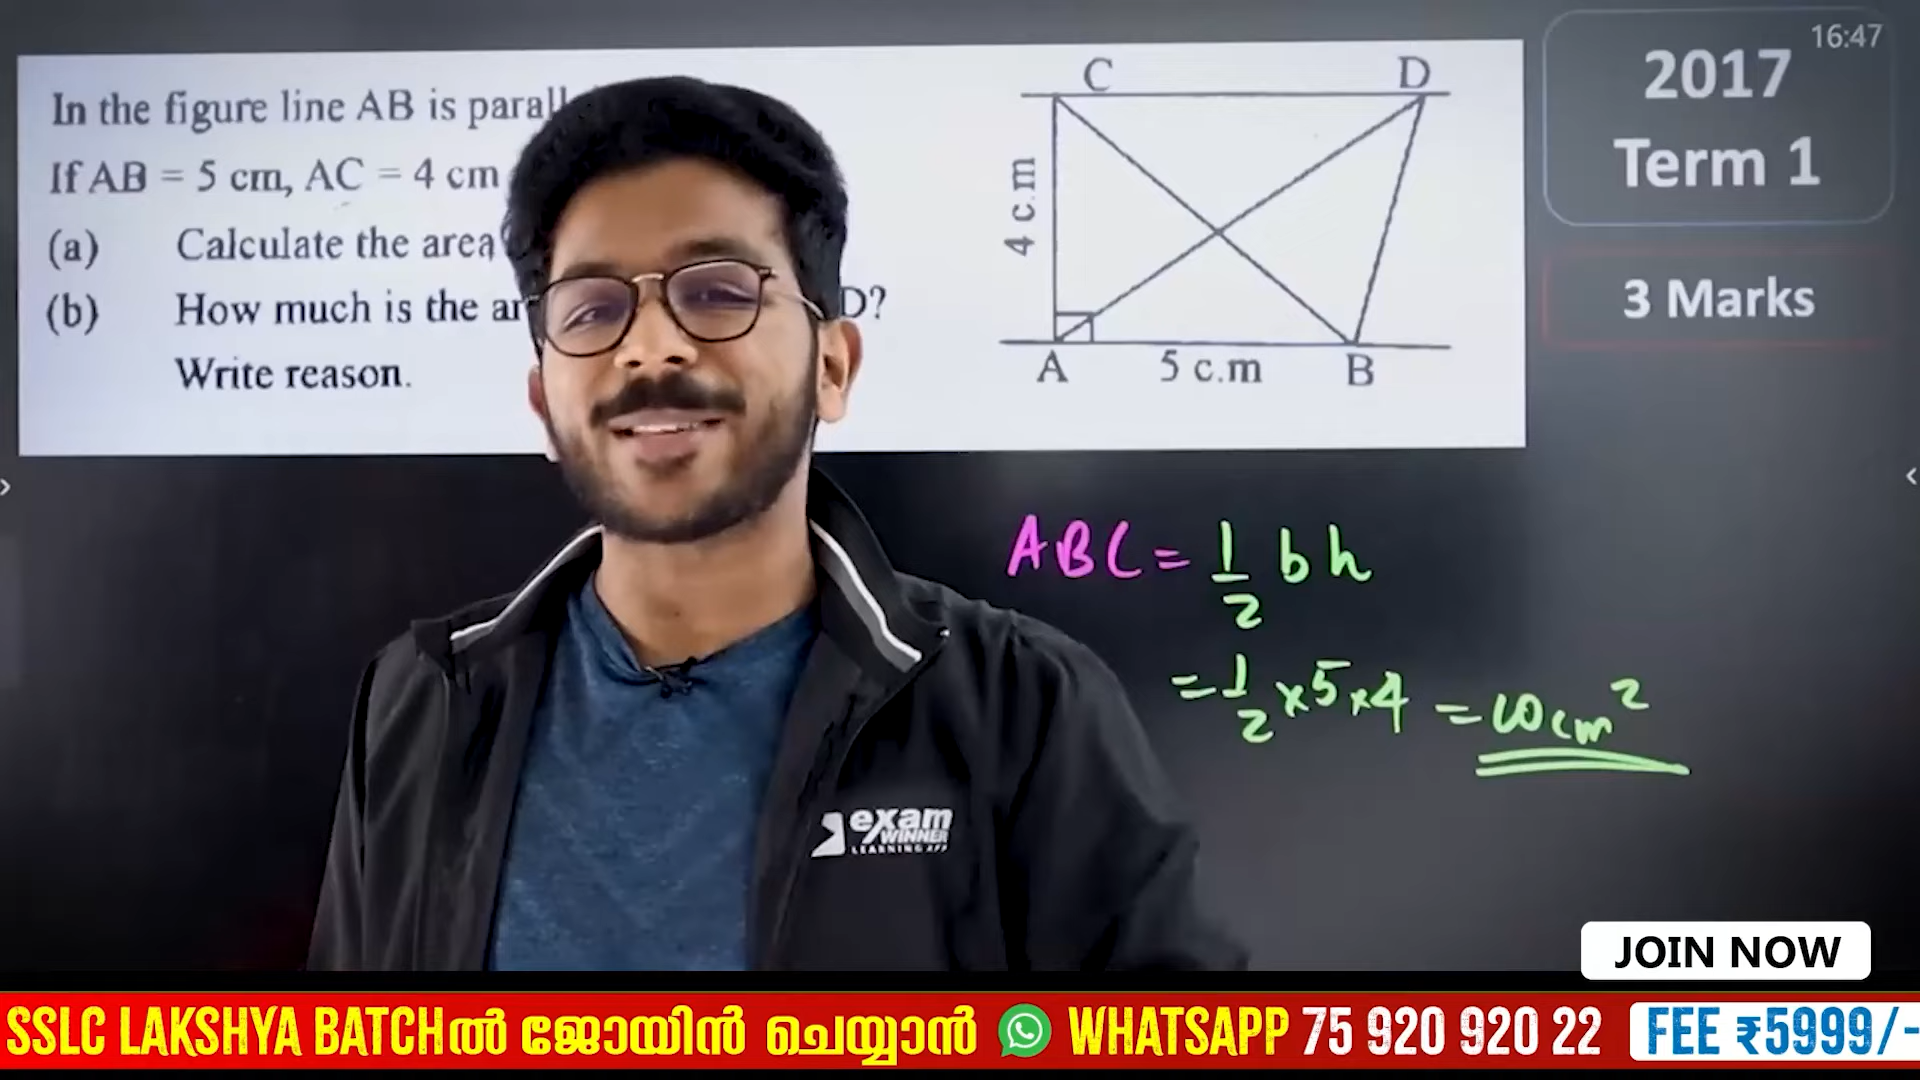 16:47
In the figure line AB is parall
If AB = 5 cm, AC = 4 cm
(a) Calculate the area
(b) How much is the ar D?
Write reason.
C D
4 c.m
A 5 c.m B
2017
Term 1
3 Marks
ABC = 1/2 b h
= 1/2 × 5 × 4 = 10 cm²
exam
WINNER
LEARNING APP
JOIN NOW
SSLC LAKSHYA BATCHൽ ജോയിൻ ചെയ്യാൻ WHATSAPP 75 920 920 22 FEE ₹5999/-